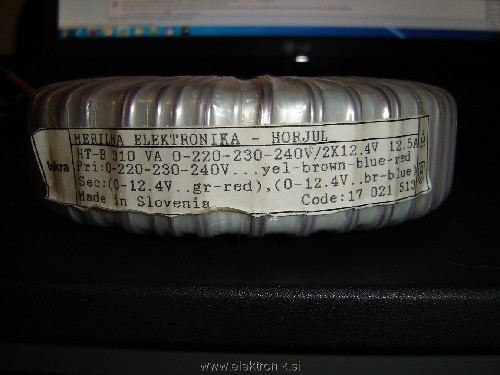 Iskra
MERILNA ELEKTRONIKA - HORJUL
HT-B 310 VA 0-220-230-240V/2X12.4V 12.5A
Pri:0-220-230-240V...yel-brown-blue-red
Sec:(0-12.4V..gr-red),(0-12.4V..br-blue)
Made in Slovenia Code:17 021 513
www.elektronik.si